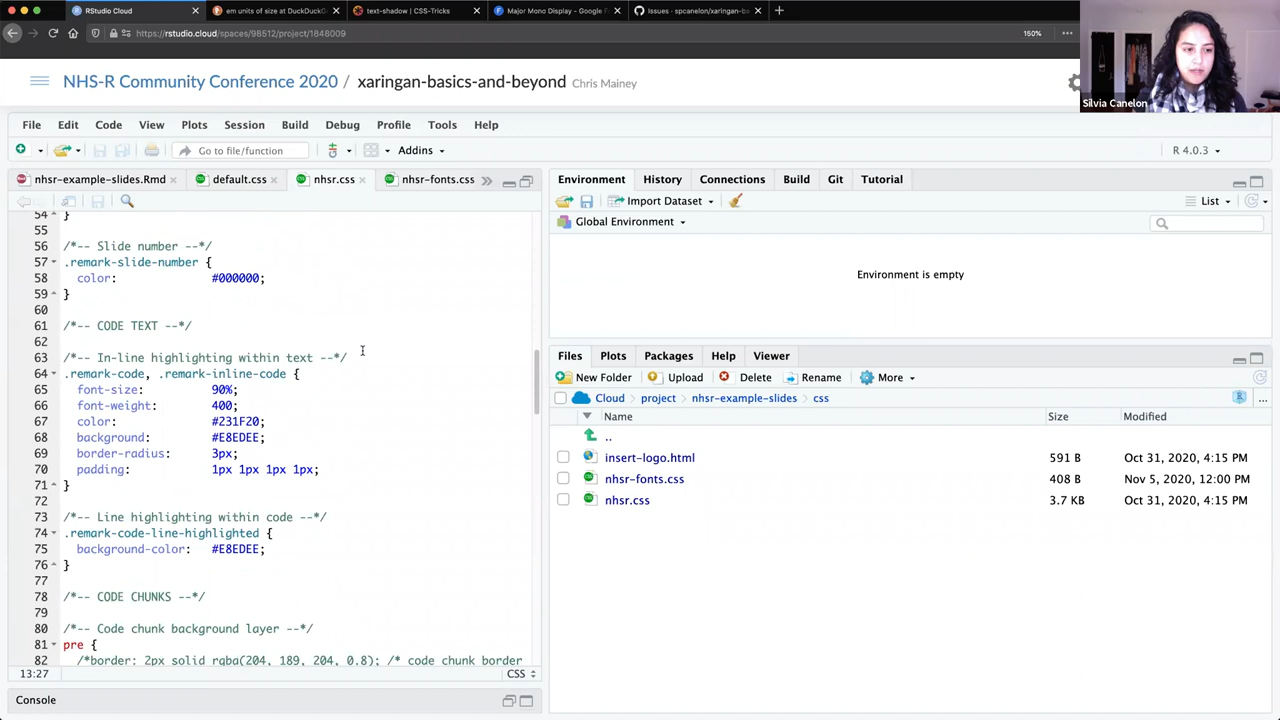 RStudio Cloud
em units of size at DuckDuckG
text-shadow | CSS-Tricks
Major Mono Display - Google F
Issues · spcanelon/xaringan-ba
https://rstudio.cloud/spaces/98512/project/1848009
150%
NHS-R Community Conference 2020 / xaringan-basics-and-beyond Chris Mainey
Silvia Canelon
File Edit Code View Plots Session Build Debug Profile Tools Help
Go to file/function
Addins
R 4.0.3
nhsr-example-slides.Rmd
default.css
nhsr.css
nhsr-fonts.css
54 }
55
56 /*-- Slide number --*/
57 .remark-slide-number {
58 color: #000000;
59 }
60
61 /*-- CODE TEXT --*/
62
63 /*-- In-line highlighting within text --*/
64 .remark-code, .remark-inline-code {
65 font-size: 90%;
66 font-weight: 400;
67 color: #231F20;
68 background: #E8EDEE;
69 border-radius: 3px;
70 padding: 1px 1px 1px 1px;
71 }
72
73 /*-- Line highlighting within code --*/
74 .remark-code-line-highlighted {
75 background-color: #E8EDEE;
76 }
77
78 /*-- CODE CHUNKS --*/
79
80 /*-- Code chunk background layer --*/
81 pre {
82 /*border: 2px solid rgba(204, 189, 204, 0.8); /* code chunk border
13:27
CSS
Console
Environment History Connections Build Git Tutorial
Import Dataset
List
Global Environment
Environment is empty
Files Plots Packages Help Viewer
New Folder Upload Delete Rename More
Cloud project nhsr-example-slides css
...
Name Size Modified
..
insert-logo.html 591 B Oct 31, 2020, 4:15 PM
nhsr-fonts.css 408 B Nov 5, 2020, 12:00 PM
nhsr.css 3.7 KB Oct 31, 2020, 4:15 PM